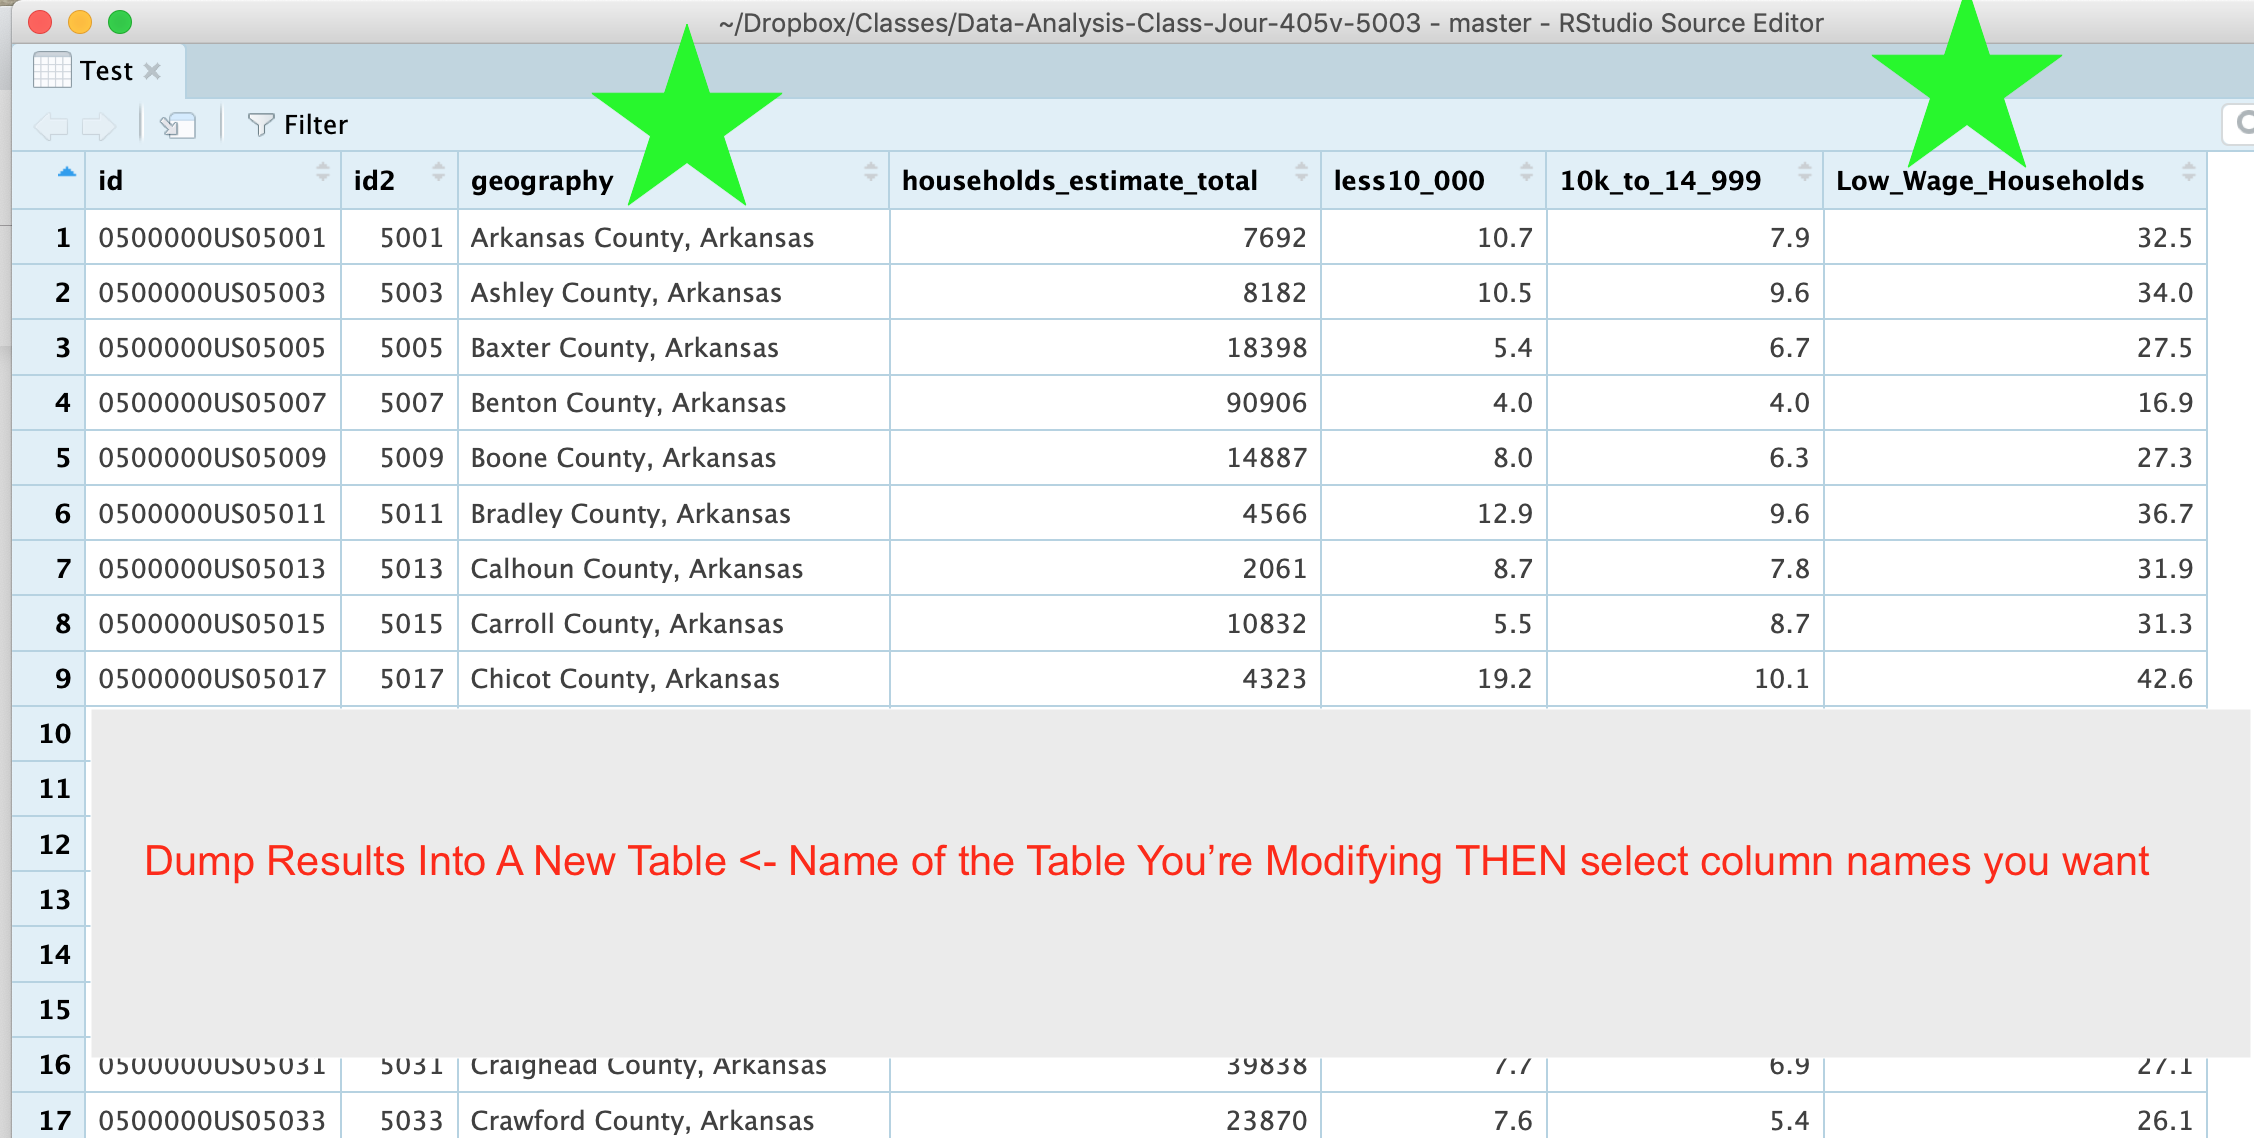 ~/Dropbox/Classes/Data-Analysis-Class-Jour-405v-5003 - master - RStudio Source Editor
Test
Filter
id id2 geography households_estimate_total less10_000 10k_to_14_999 Low_Wage_Households
1 0500000US05001 5001 Arkansas County, Arkansas 7692 10.7 7.9 32.5
2 0500000US05003 5003 Ashley County, Arkansas 8182 10.5 9.6 34.0
3 0500000US05005 5005 Baxter County, Arkansas 18398 5.4 6.7 27.5
4 0500000US05007 5007 Benton County, Arkansas 90906 4.0 4.0 16.9
5 0500000US05009 5009 Boone County, Arkansas 14887 8.0 6.3 27.3
6 0500000US05011 5011 Bradley County, Arkansas 4566 12.9 9.6 36.7
7 0500000US05013 5013 Calhoun County, Arkansas 2061 8.7 7.8 31.9
8 0500000US05015 5015 Carroll County, Arkansas 10832 5.5 8.7 31.3
9 0500000US05017 5017 Chicot County, Arkansas 4323 19.2 10.1 42.6
10
11
12
Dump Results Into A New Table <- Name of the Table You’re Modifying THEN select column names you want
13
14
15
16 0500000US05031 5031 Craighead County, Arkansas 39838 7.7 6.9 27.1
17 0500000US05033 5033 Crawford County, Arkansas 23870 7.6 5.4 26.1